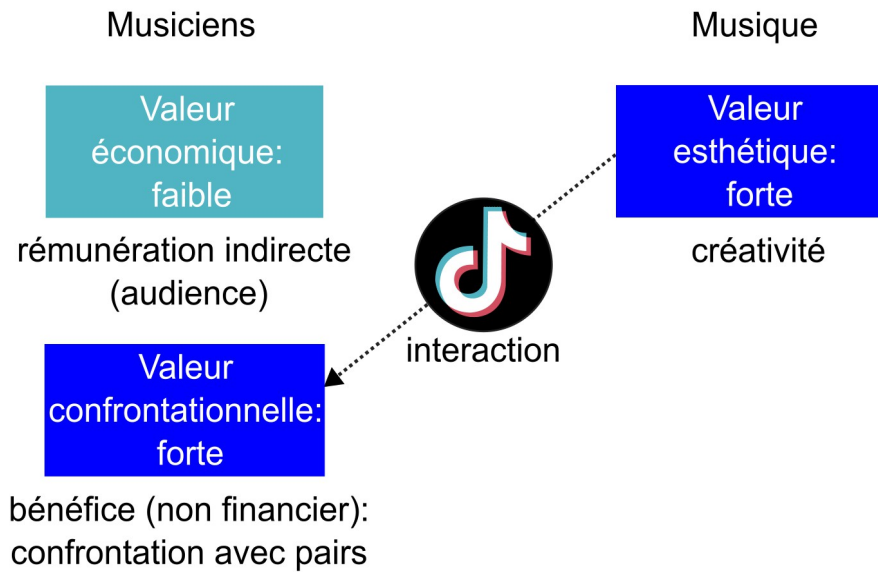 Musiciens
Musique
Valeur
économique:
faible
Valeur
esthétique:
forte
rémunération indirecte
(audience)
créativité
interaction
Valeur
confrontationnelle:
forte
bénéfice (non financier):
confrontation avec pairs